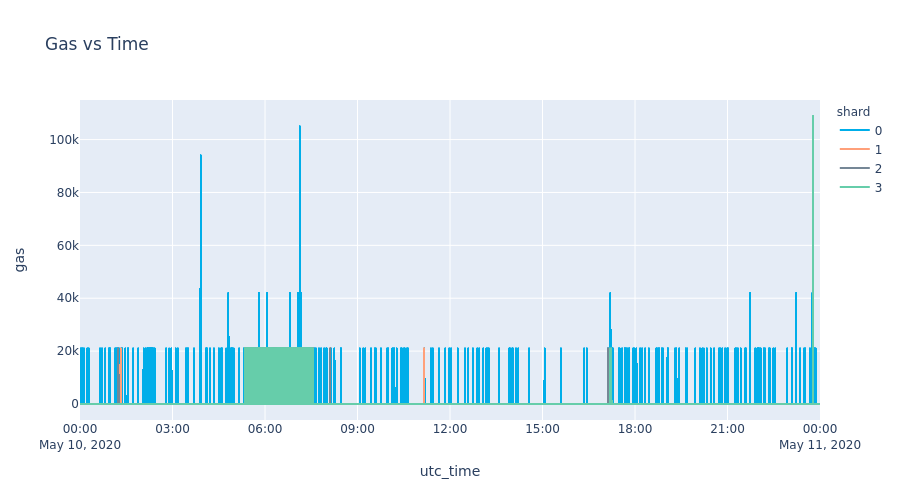 Gas vs Time
shard
0
1
2
3
100k
80k
60k
40k
20k
0
gas
00:00 03:00 06:00 09:00 12:00 15:00 18:00 21:00 00:00
May 10, 2020 May 11, 2020
utc_time